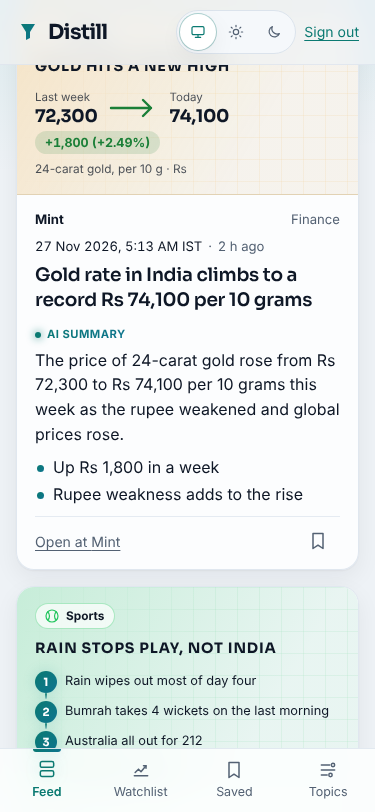 Distill
Sign out
GOLD HITS A NEW HIGH
Last week
Today
72,300
74,100
+1,800 (+2.49%)
24-carat gold, per 10 g · Rs
Mint
Finance
27 Nov 2026, 5:13 AM IST · 2 h ago
Gold rate in India climbs to a
record Rs 74,100 per 10 grams
AI SUMMARY
The price of 24-carat gold rose from Rs
72,300 to Rs 74,100 per 10 grams this
week as the rupee weakened and global
prices rose.
Up Rs 1,800 in a week
Rupee weakness adds to the rise
Open at Mint
Sports
RAIN STOPS PLAY, NOT INDIA
1 Rain wipes out most of day four
2 Bumrah takes 4 wickets on the last morning
3 Australia all out for 212
Feed
Watchlist
Saved
Topics